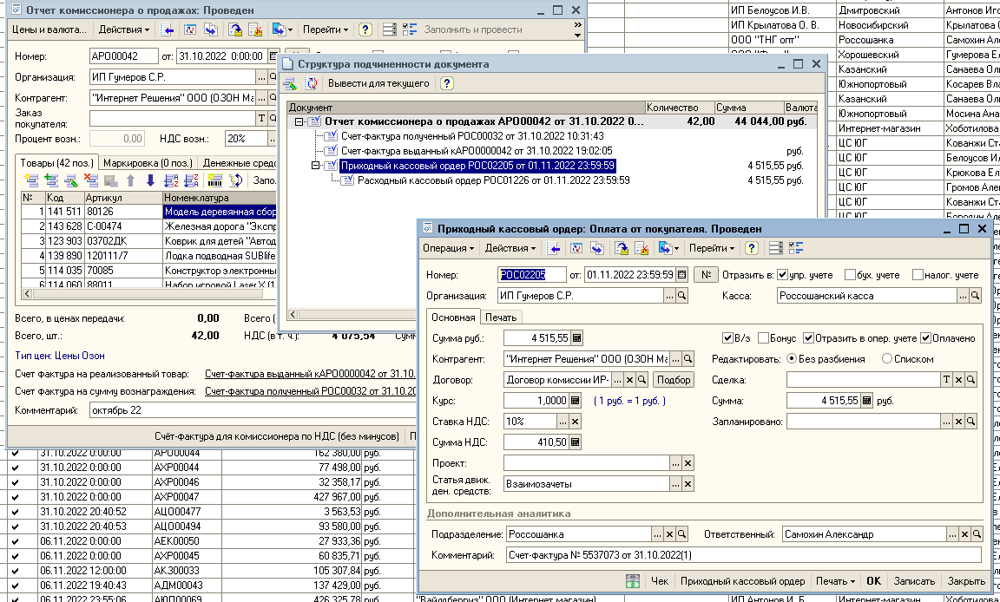 Отчет комиссионера о продажах: Проведен
Цены и валюта... Действия Перейти ? Заполнить и провести »
Номер: АРО00042 от: 31.10.2022 0:00:00
Организация: ИП Гумеров С.Р. ...
Контрагент: "Интернет Решения" ООО (ОЗОН Ма ...
Заказ покупателя: T
Процент возн.: 0,00 НДС возн.: 20% ...
Товары (42 поз.) Маркировка (0 поз.) Денежные средс
Запо.
№ Код Артикул Номенклатура
1 141 511 80126 Модель деревянная сбор
2 143 628 С-00474 Железная дорога "Экспр
3 123 903 03702ДК Коврик для детей "Автод
4 139 890 120111/7 Лодка подводная SUBlife
5 114 035 70085 Конструктор электронны
6 114 060 88011 Набор игровой Laser X (1
Всего, в ценах передачи: 0,00 Всего (
Всего, шт.: 42,00 НДС (в т. ч.): 4 075,54 Сумм
Тип цен: Цены Озон
Счет фактура на реализованный товар: Счет-фактура выданный кАРО0000042 от 31.10.
Счет фактура на сумму вознаграждения: Счет-фактура полученный РОС00032 от 31.10.20
Комментарий: октябрь 22
Счёт-фактура для комиссионера по НДС (без минусов) П
Структура подчиненности документа
Вывести для текущего ?
Документ Количество Сумма Валюта
Отчет комиссионера о продажах АРО00042 от 31.10.2022 0... 42,00 44 044,00 руб.
Счет-фактура полученный РОС00032 от 31.10.2022 10:31:43
Счет-фактура выданный кАРО0000042 от 31.10.2022 19:02:05 руб.
Приходный кассовый ордер РОС02205 от 01.11.2022 23:59:59 4 515,55 руб.
Расходный кассовый ордер РОС01226 от 01.11.2022 23:59:59 4 515,55 руб.
Приходный кассовый ордер: Оплата от покупателя. Проведен
Операция Действия Перейти ?
Номер: РОС02205 от: 01.11.2022 23:59:59 № Отразить в: упр. учете бух. учете налог. учете
Организация: ИП Гумеров С.Р. ... Касса: Россошанский касса ...
Основная Печать
Сумма руб.: 4 515,55 В/з Бонус Отразить в опер. учете Оплачено
Контрагент: "Интернет Решения" ООО (ОЗОН Ма ... Редактировать: Без разбиения Списком
Договор: Договор комиссии ИР- ... Подбор Сделка: T
Курс: 1,0000 ( 1 руб. = 1 руб. ) Сумма: 4 515,55 руб.
Ставка НДС: 10% ... Запланировано: ...
Сумма НДС: 410,50
Проект: ...
Статья движ. ден. средств: Взаимозачеты ...
Дополнительная аналитика
Подразделение: Россошанка ... Ответственный: Самохин Александр ...
Комментарий: Счет-фактура № 5537073 от 31.10.2022(1)
Чек Приходный кассовый ордер Печать OK Записать Закрыть
ИП Белоусов И.В. Дмитровский Антонов Иго
ИП Крылатова О. В. Новосибирский Крылатова О
ООО "ТНГ опт" Россошанка Самохин Але
Хорошевский Гумерова Е
Казанский Санаева Оль
Южнопортовый Косарев Вла
Казанский Санаева Оль
Южнопортовый Мосина Ана
Интернет-магазин Хоботилова
ЦС ЮГ Кованжи Ста
ЦС ЮГ Белоусов И
ЦС ЮГ Крюкова Ел
ЦС ЮГ Громов Але
ЦС ЮГ Кованжи Ста
ЦС ЮГ Бородин Але
31.10.2022 0:00:00 АРО00044 162 380,00 руб.
31.10.2022 0:00:00 АХР00044 77 498,00 руб.
31.10.2022 0:00:00 АХР00046 32 358,17 руб.
31.10.2022 0:00:00 АХР00047 427 967,00 руб.
31.10.2022 20:40:52 АЦО00477 3 563,53 руб.
31.10.2022 20:40:53 АЦО00494 93 580,00 руб.
06.11.2022 0:00:00 АЕК00050 27 933,36 руб.
06.11.2022 0:00:00 АХР00045 60 835,71 руб.
06.11.2022 12:00:00 АКЗ00033 105 307,84 руб.
06.11.2022 19:40:43 АДМ00043 137 429,00 руб.
06.11.2022 23:55:06 АЮП00069 426 325,78 руб. "Вайлдберриз" ООО (Интернет магазин) ИП Антонов И. Б. Интернет-магазин Хоботилова